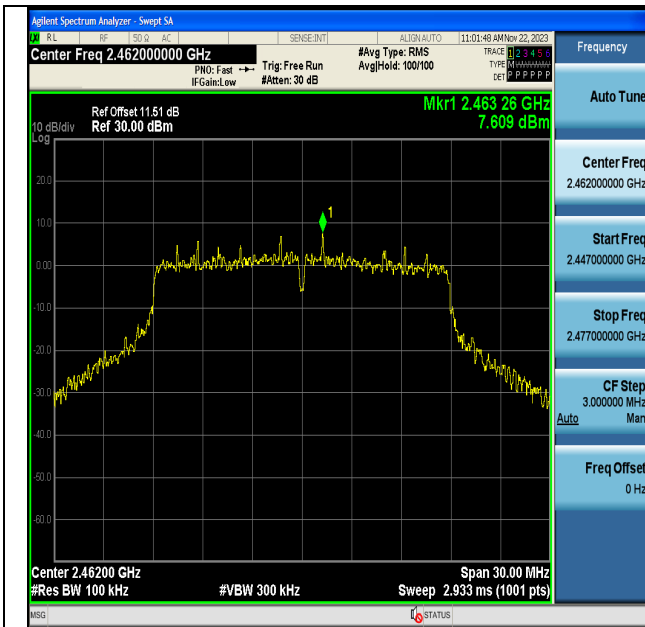 Agilent Spectrum Analyzer - Swept SA
LXI RL RF 50 Ω AC SENSE:INT ALIGN AUTO 11:01:48 AM Nov 22, 2023
Center Freq 2.462000000 GHz
PNO: Fast
IFGain:Low
Trig: Free Run
#Atten: 30 dB
#Avg Type: RMS
Avg|Hold: 100/100
TRACE 1 2 3 4 5 6
TYPE M
DET P P P P P P
Ref Offset 11.51 dB
10 dB/div Ref 30.00 dBm
Log
Mkr1 2.463 26 GHz
7.609 dBm
1
20.0
10.0
0.00
-10.0
-20.0
-30.0
-40.0
-50.0
-60.0
Center 2.46200 GHz Span 30.00 MHz
#Res BW 100 kHz #VBW 300 kHz Sweep 2.933 ms (1001 pts)
MSG STATUS
Frequency
Auto Tune
Center Freq
2.462000000 GHz
Start Freq
2.447000000 GHz
Stop Freq
2.477000000 GHz
CF Step
3.000000 MHz
Auto Man
Freq Offset
0 Hz